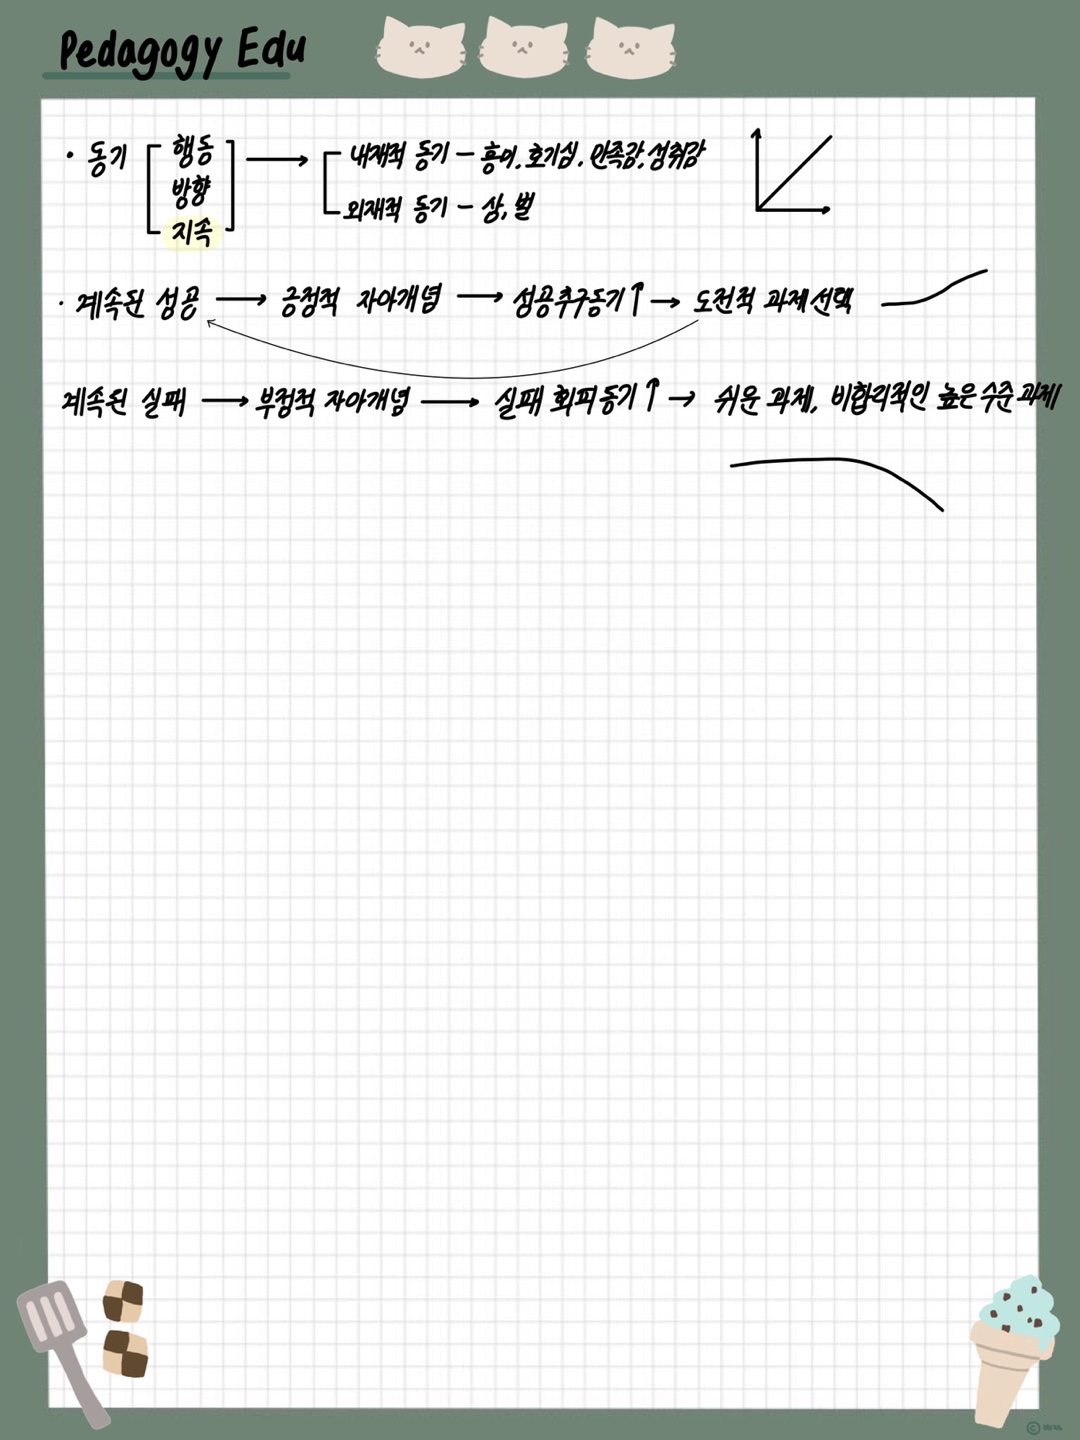 Pedagogy Edu
· 동기 [ 행동 ] → 내재적 동기 - 흥미, 호기심, 만족감, 성취감
방향
외재적 동기 - 상, 벌
지속
· 계속된 성공 → 긍정적 자아개념 → 성공추구동기↑ → 도전적 과제선택
계속된 실패 → 부정적 자아개념 → 실패 회피동기↑ → 쉬운 과제, 비합리적인 높은 수준 과제